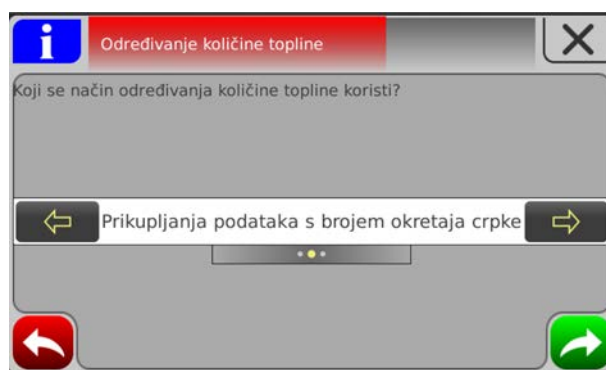 i
Određivanje količine topline
Koji se način određivanja količine topline koristi?
Prikupljanja podataka s brojem okretaja crpke